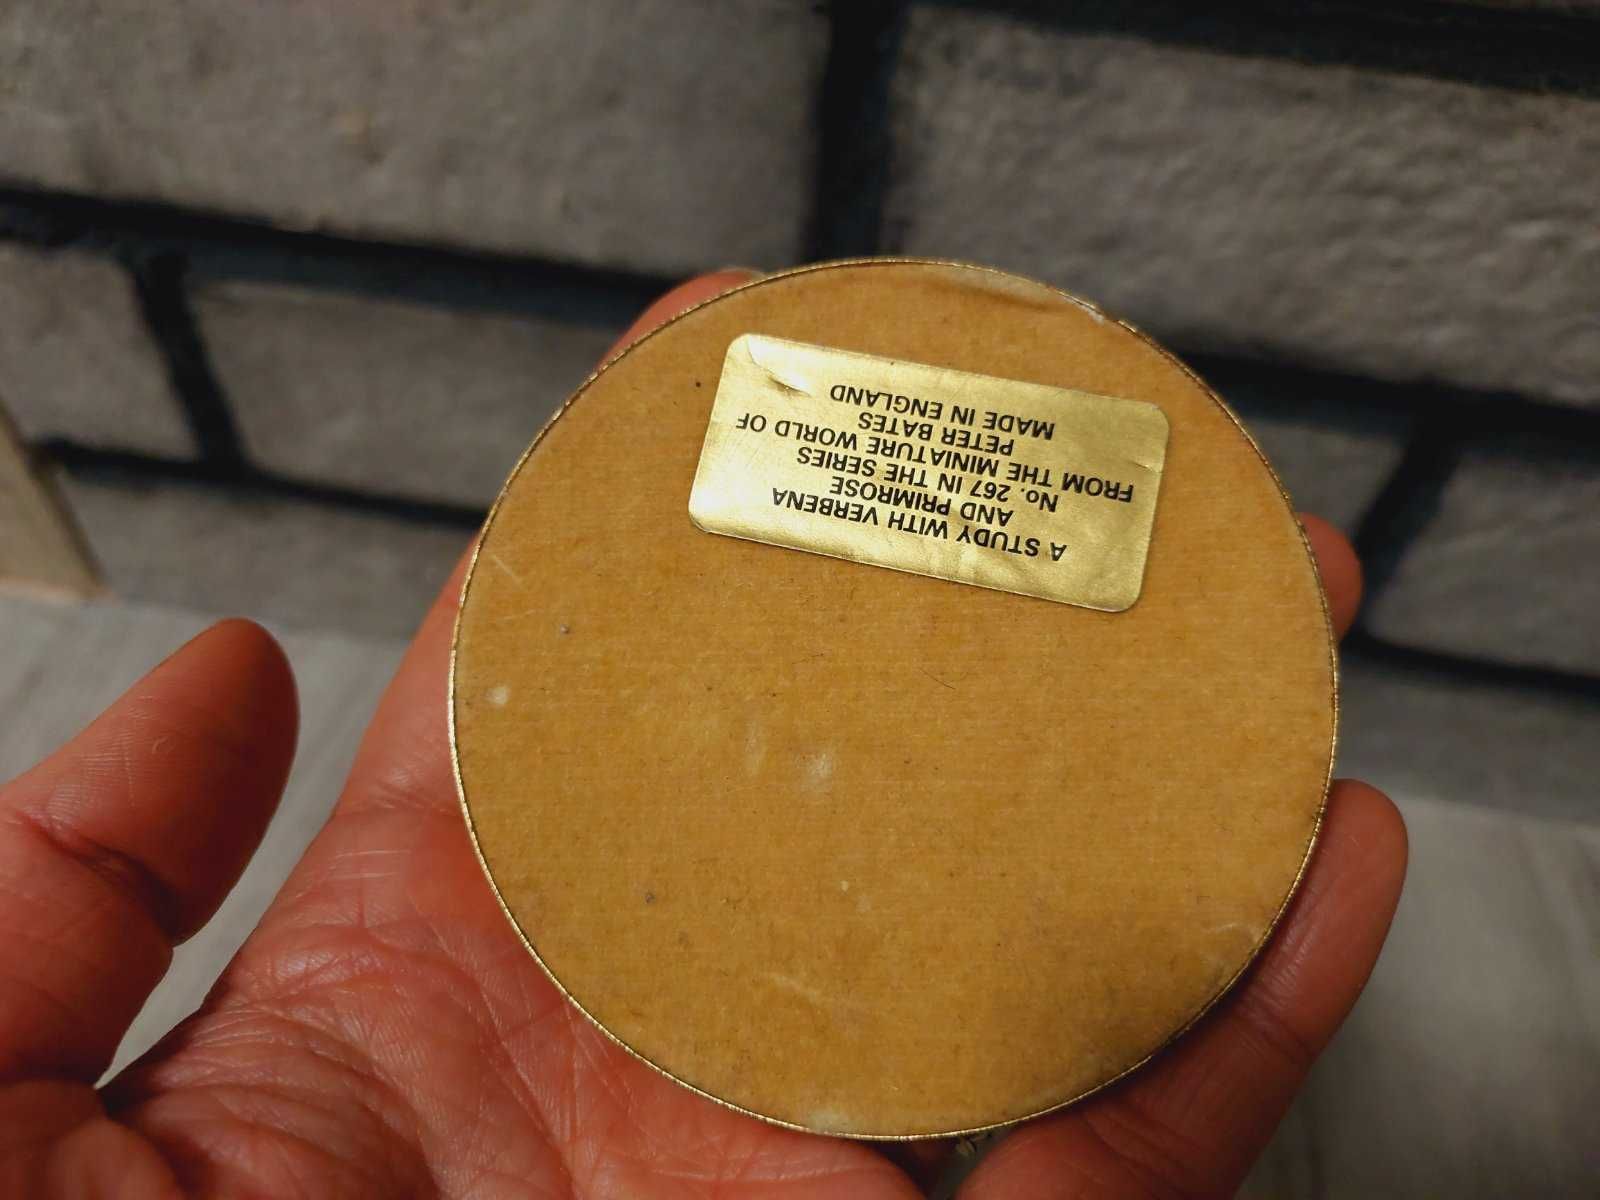 A STUDY WITH VERBENA
AND PRIMROSE
No. 267 IN THE SERIES
FROM THE MINIATURE WORLD OF
PETER BATES
MADE IN ENGLAND